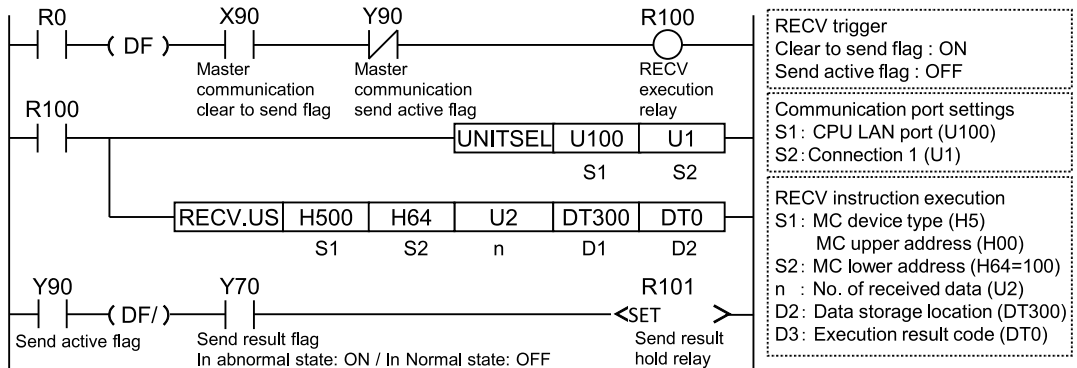 R0
X90
Y90
R100
( DF )
Master
communication
clear to send flag
Master
communication
send active flag
RECV
execution
relay
RECV trigger
Clear to send flag : ON
Send active flag : OFF
R100
UNITSEL U100 U1
S1 S2
Communication port settings
S1: CPU LAN port (U100)
S2: Connection 1 (U1)
RECV.US H500 H64 U2 DT300 DT0
S1 S2 n D1 D2
RECV instruction execution
S1: MC device type (H5)
MC upper address (H00)
S2: MC lower address (H64=100)
n : No. of received data (U2)
D2: Data storage location (DT300)
D3: Execution result code (DT0)
Y90
Y70
R101
( DF/ )
<SET >
Send active flag
Send result flag
In abnormal state: ON / In Normal state: OFF
Send result
hold relay